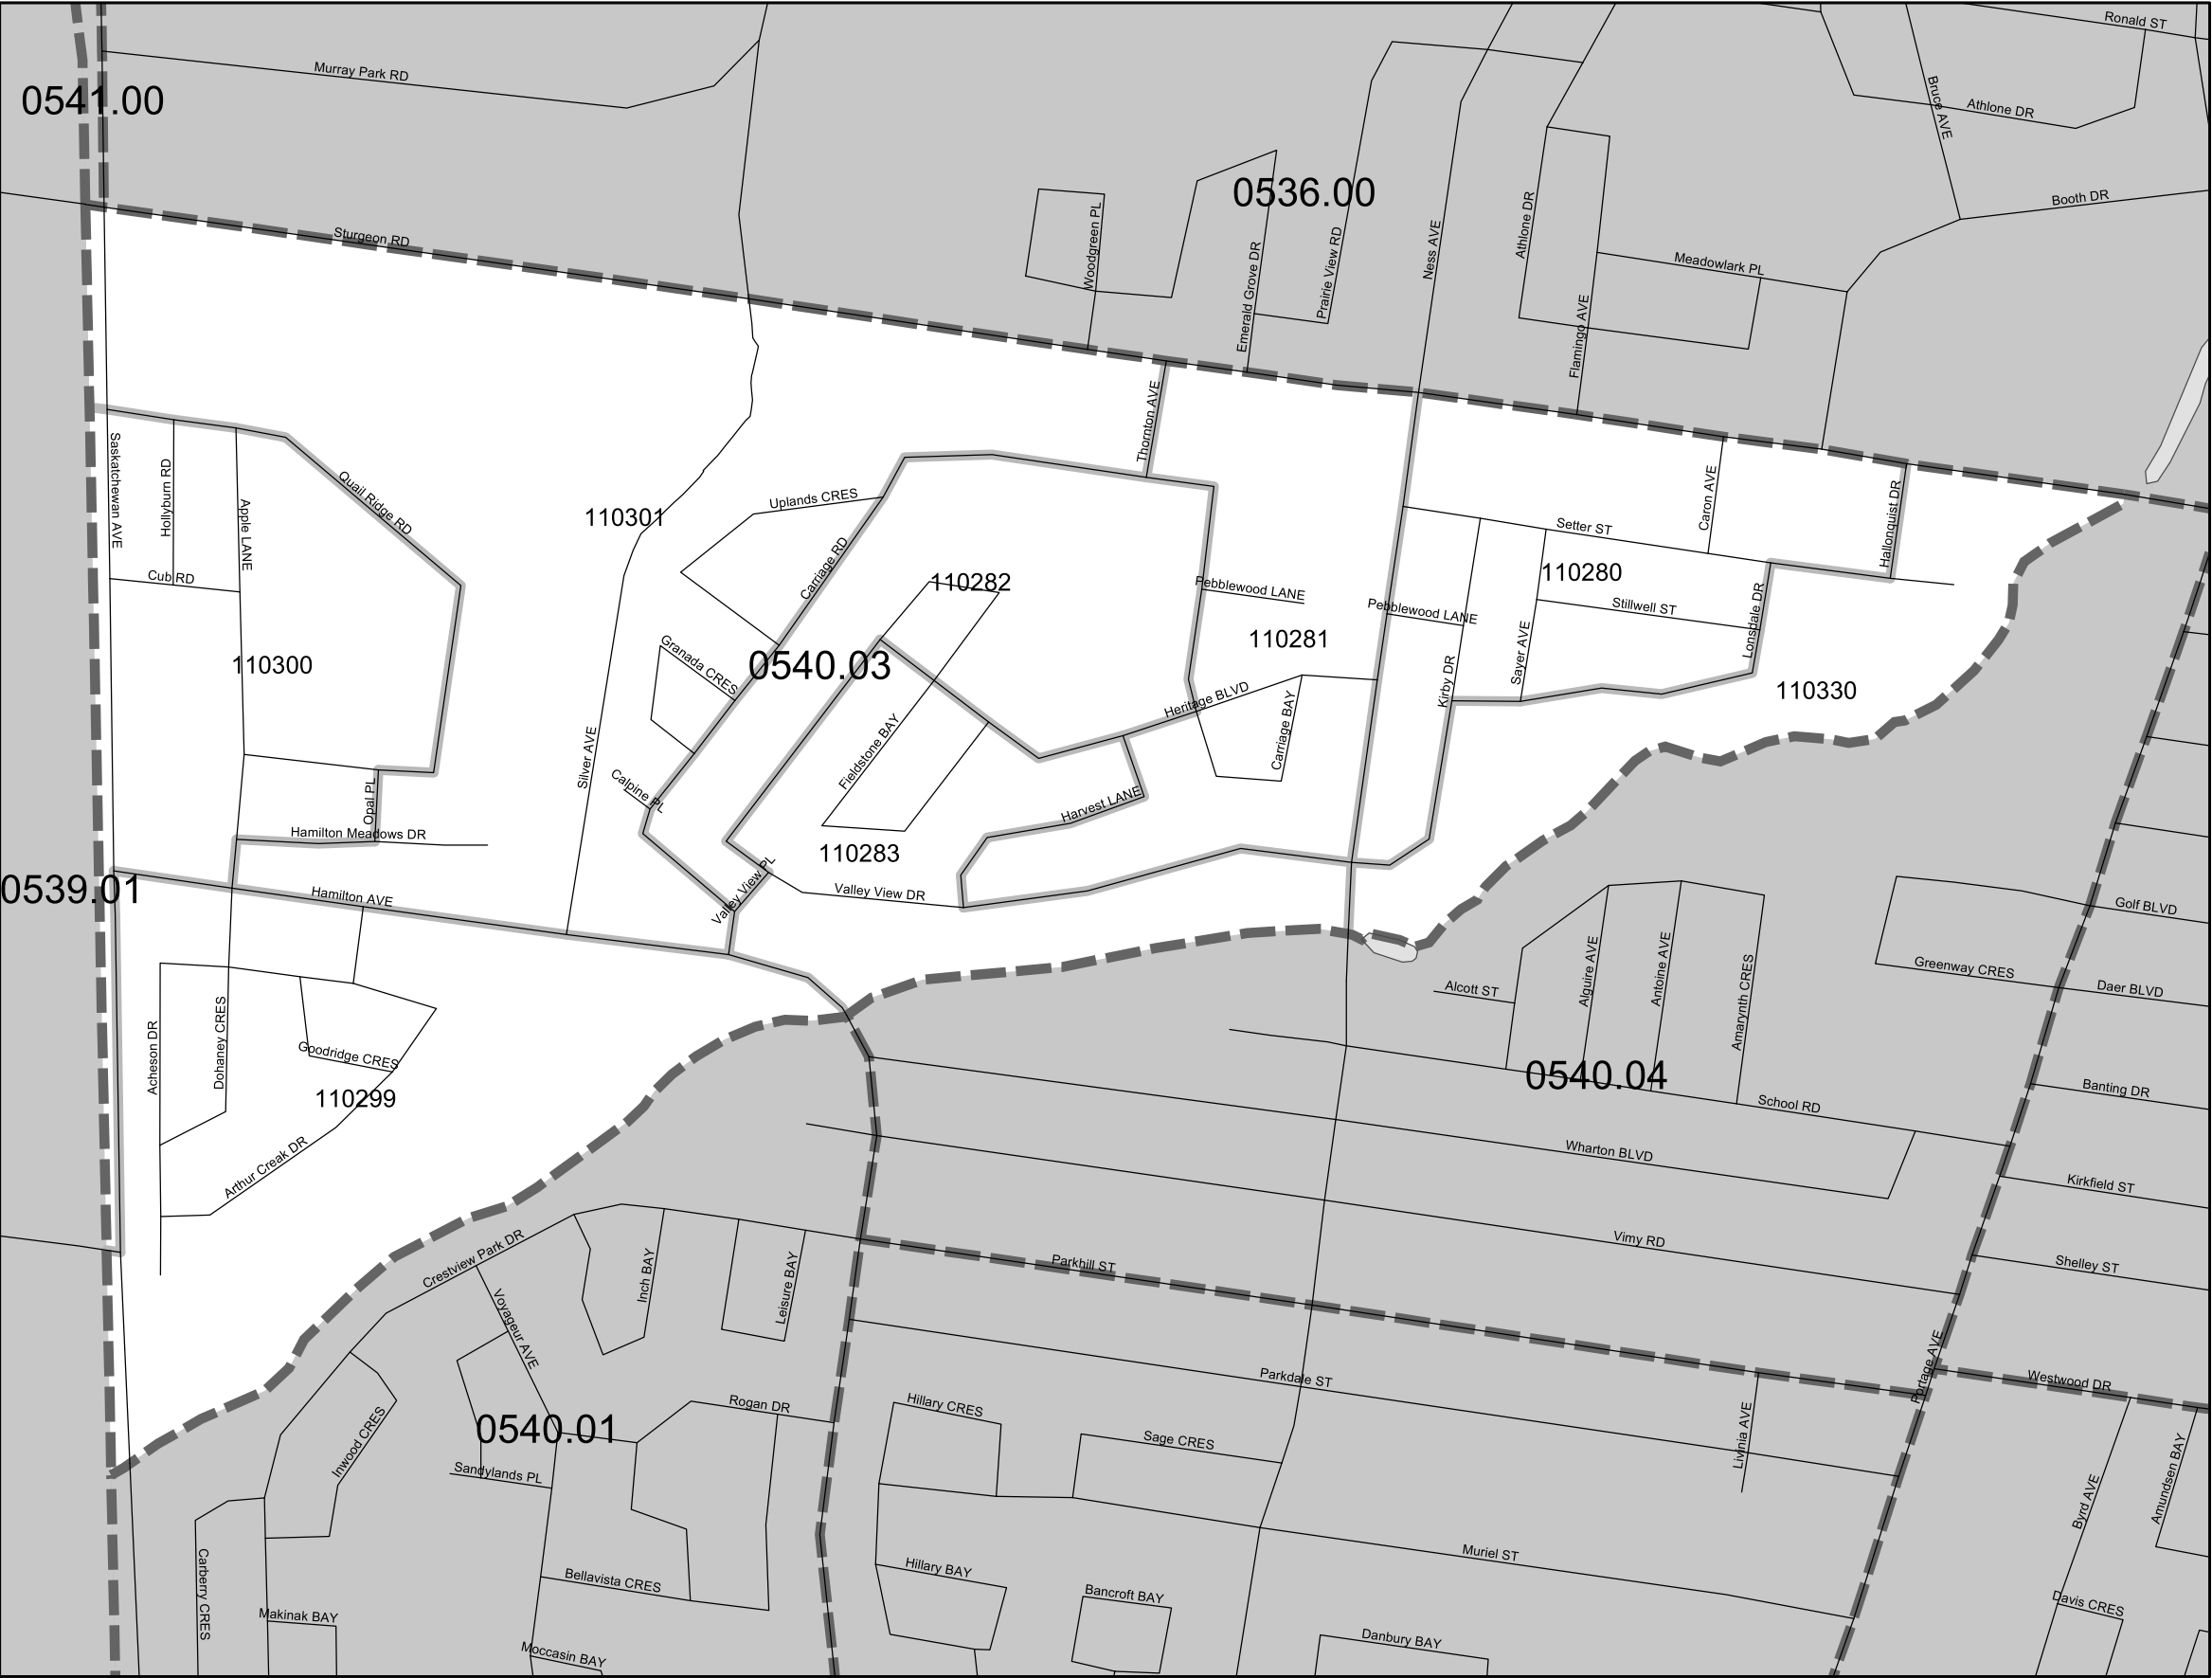 Ronald ST
Murray Park RD
0541.00
Bruce AVE
Athlone DR
0536.00
Booth DR
Woodgreen PL
Sturgeon RD
Emerald Grove DR
Prairie View RD
Ness AVE
Athlone DR
Meadowlark PL
Flamingo AVE
Thornton AVE
Saskatchewan AVE
Hollyburn RD
Apple LANE
Quail Ridge RD
Uplands CRES
110301
Caron AVE
Hallonquist DR
Setter ST
Cub RD
Carriage RD
110282
Pebblewood LANE
110280
Stillwell ST
Pebblewood LANE
Lonsdale DR
110281
Sayer AVE
110300
Granada CRES
0540.03
Kirby DR
110330
Heritage BLVD
Carriage BAY
Fieldstone BAY
Silver AVE
Calpine PL
Opal PL
Harvest LANE
Hamilton Meadows DR
110283
0539.01
Hamilton AVE
Valley View PL
Valley View DR
Golf BLVD
Alguire AVE
Antoine AVE
Amarynth CRES
Greenway CRES
Daer BLVD
Alcott ST
Acheson DR
Dohaney CRES
Goodridge CRES
110299
0540.04
Banting DR
School RD
Arthur Creak DR
Wharton BLVD
Kirkfield ST
Vimy RD
Crestview Park DR
Inch BAY
Leisure BAY
Parkhill ST
Shelley ST
Voyageur AVE
Portage AVE
Parkdale ST
Westwood DR
Rogan DR
Hillary CRES
Inwood CRES
0540.01
Sage CRES
Livinia AVE
Sandylands PL
Byrd AVE
Amundsen BAY
Muriel ST
Carberry CRES
Bellavista CRES
Hillary BAY
Bancroft BAY
Davis CRES
Makinak BAY
Danbury BAY
Moccasin BAY